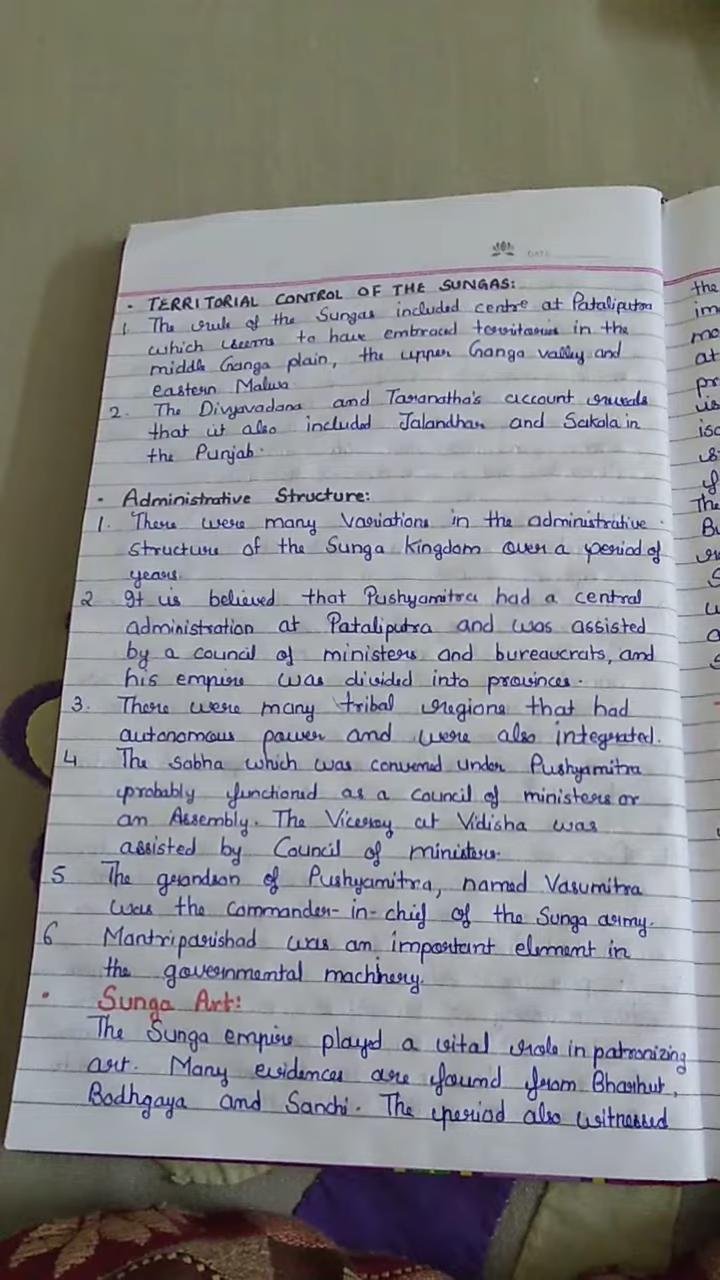 DATE
• TERRITORIAL CONTROL OF THE SUNGAS:
1. The rule of the Sungas included centre at Pataliputra
which seems to have embraced territories in the
middle Ganga plain, the upper Ganga valley and
eastern Malwa
2. The Divyavadana and Taranatha's account reveals
that it also included Jalandhar and Sakala in
the Punjab.
• Administrative Structure:
1. There were many variations in the administrative
structure of the Sunga Kingdom over a period of
years.
2 It is believed that Pushyamitra had a central
administration at Pataliputra and was assisted
by a council of ministers and bureaucrats, and
his empire was divided into provinces.
3. There were many tribal regions that had
autonomous power and were also integrated.
4 The sabha which was convened under Pushyamitra
probably functioned as a council of ministers or
an Assembly. The Viceroy at Vidisha was
assisted by Council of ministers.
5 The grandson of Pushyamitra, named Vasumitra
was the commander-in-chief of the Sunga army.
6 Mantriparishad was an important element in
the governmental machinery.
• Sunga Art:
The Sunga empire played a vital role in patronizing
art. Many evidences are found from Bharhut,
Bodhgaya and Sanchi. The period also witnessed
the
at
The